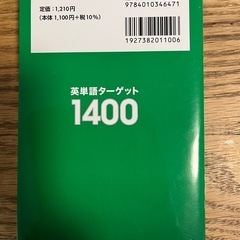 9784010346471
定価：1,210円
(本体 1,100円+税10%)
1927382011006
英単語ターゲット
1400